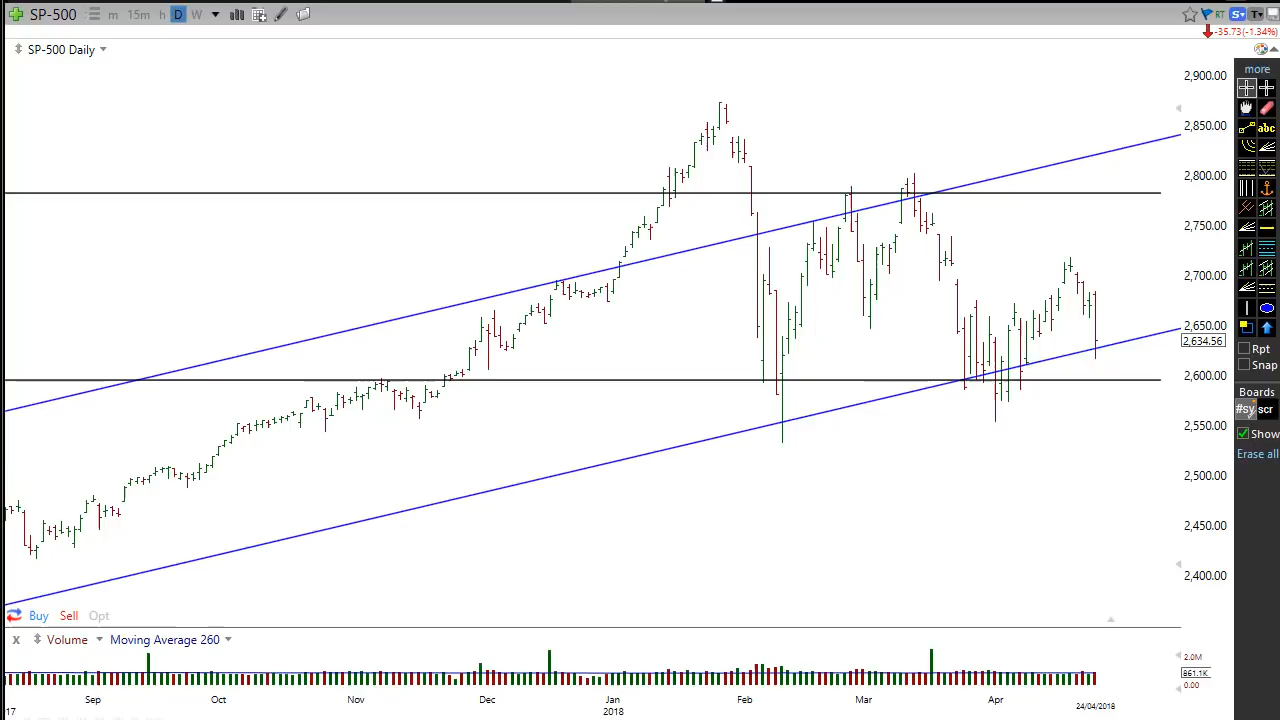 SP-500 m 15m h D W RT S T
-35.73(-1.34%)
SP-500 Daily
more
2,900.00
abc
2,850.00
2,800.00
2,750.00
2,700.00
2,650.00
2,634.56
Rpt
Snap
2,600.00
Boards
#sy scr
2,550.00
Show
Erase all
2,500.00
2,450.00
2,400.00
Buy Sell Opt
x Volume Moving Average 260
2.0M
861.1K
0.00
Sep Oct Nov Dec Jan Feb Mar Apr
17 2018 24/04/2018